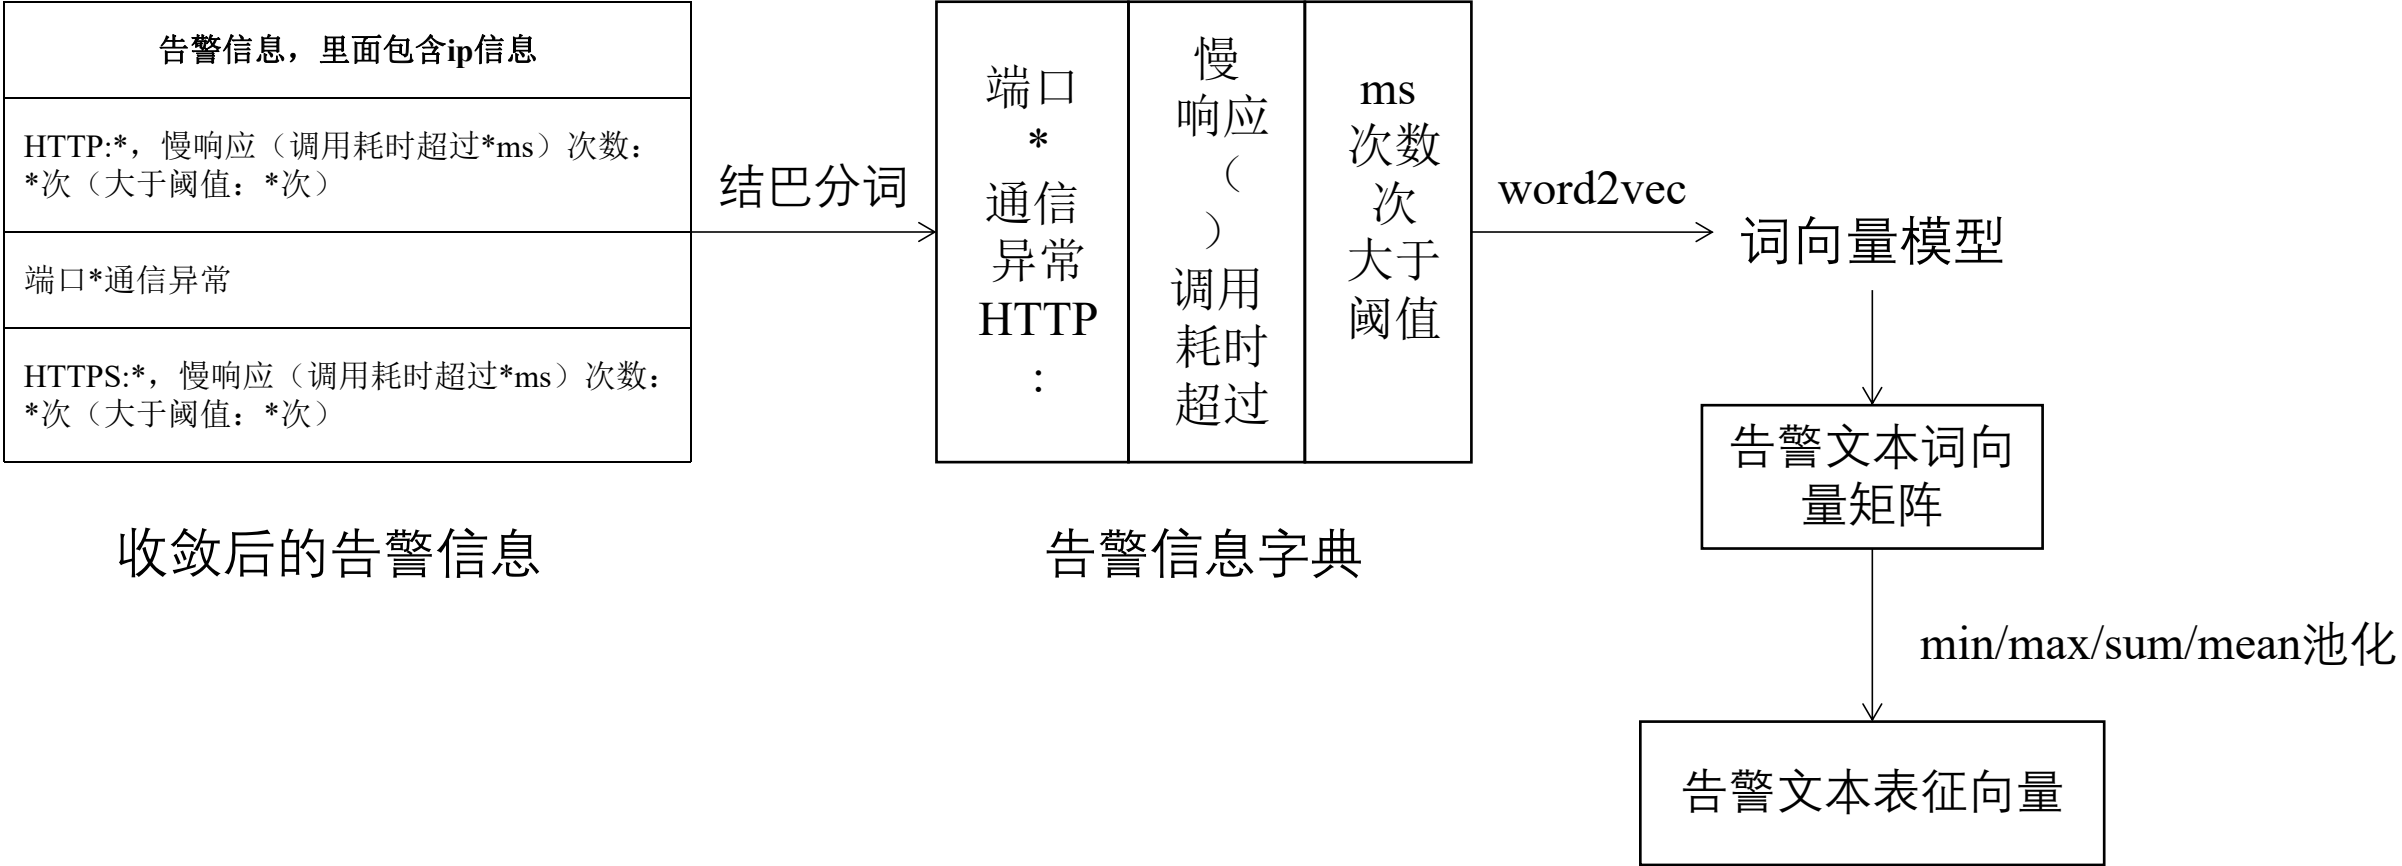 告警信息，里面包含ip信息
HTTP:*，慢响应（调用耗时超过*ms）次数：
*次（大于阈值：*次）
端口*通信异常
HTTPS:*，慢响应（调用耗时超过*ms）次数：
*次（大于阈值：*次）
收敛后的告警信息
结巴分词
端口
*
通信
异常
HTTP
:
慢
响应
（
）
调用
耗时
超过
ms
次数
次
大于
阈值
告警信息字典
word2vec
词向量模型
告警文本词向
量矩阵
min/max/sum/mean池化
告警文本表征向量